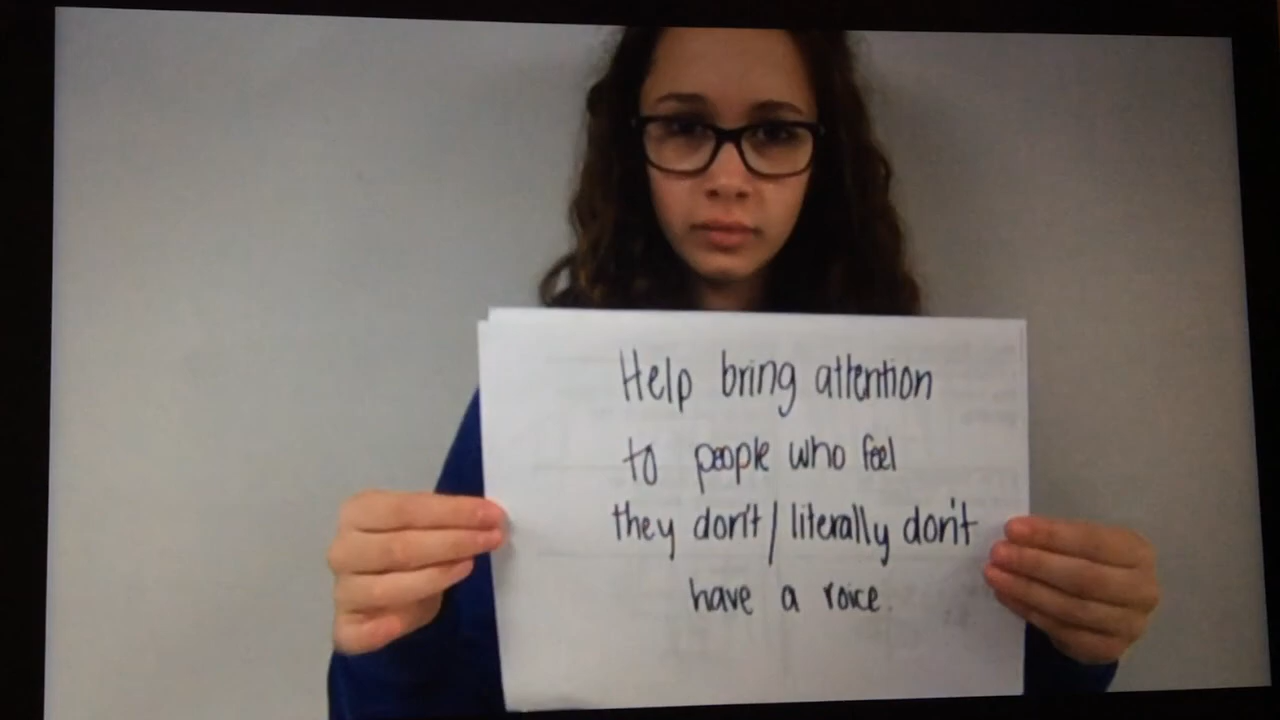 Help bring attention
to people who feel
they don't/literally don't
have a voice.